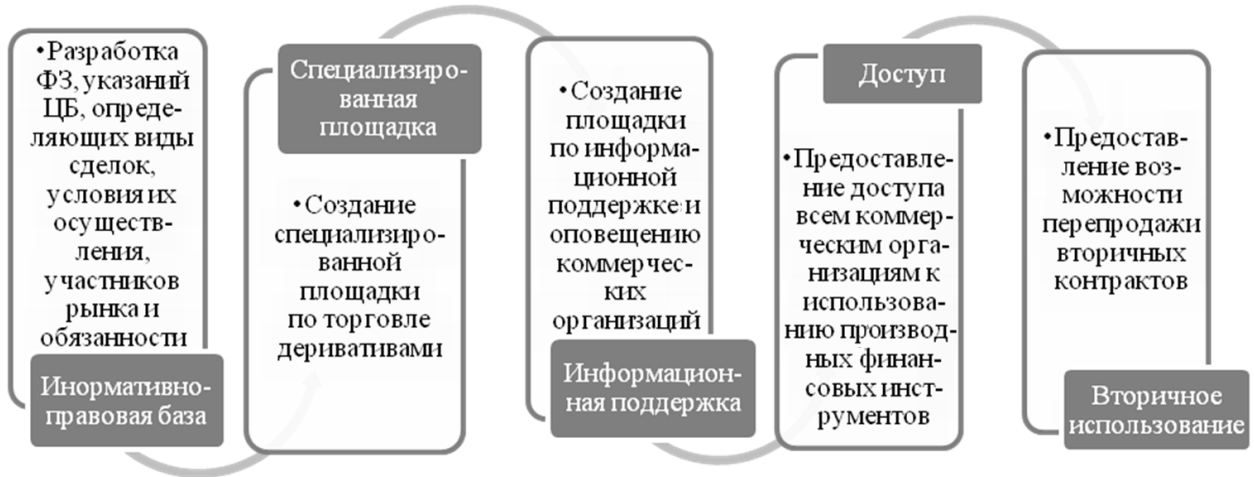 •Разработка
ФЗ, указаний
ЦБ, опреде-
ляющих виды
сделок,
условия их
осуществ-
ления,
участников
рынка и
обязанности
Инормативно-
правовая база
Специализиро-
ванная
площадка
•Создание
специализиро-
ванной
площадки
по торговле
деривативами
•Создание
площадки
по информа-
ционной
поддержке и
оповещению
коммерчес-
ких
организаций
Информацион-
ная поддержка
Доступ
•Предоставле-
ние доступа
всем коммер-
ческим орга-
низациям к
использова-
нию производ-
ных финан-
совых инст-
рументов
•Предостав-
ление воз-
можности
перепродажи
вторичных
контрактов
Вторичное
использование